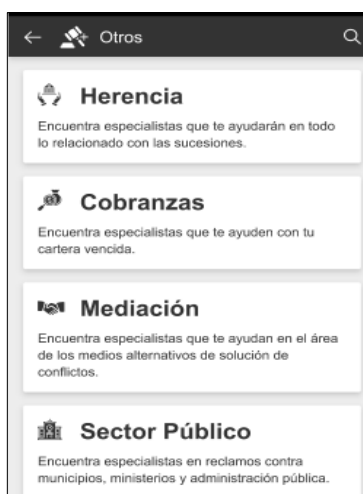 Otros
Herencia
Encuentra especialistas que te ayudarán en todo
lo relacionado con las sucesiones.
Cobranzas
Encuentra especialistas que te ayuden con tu
cartera vencida.
Mediación
Encuentra especialistas que te ayudan en el área
de los medios alternativos de solución de
conflictos.
Sector Público
Encuentra especialistas en reclamos contra
municipios, ministerios y administración pública.